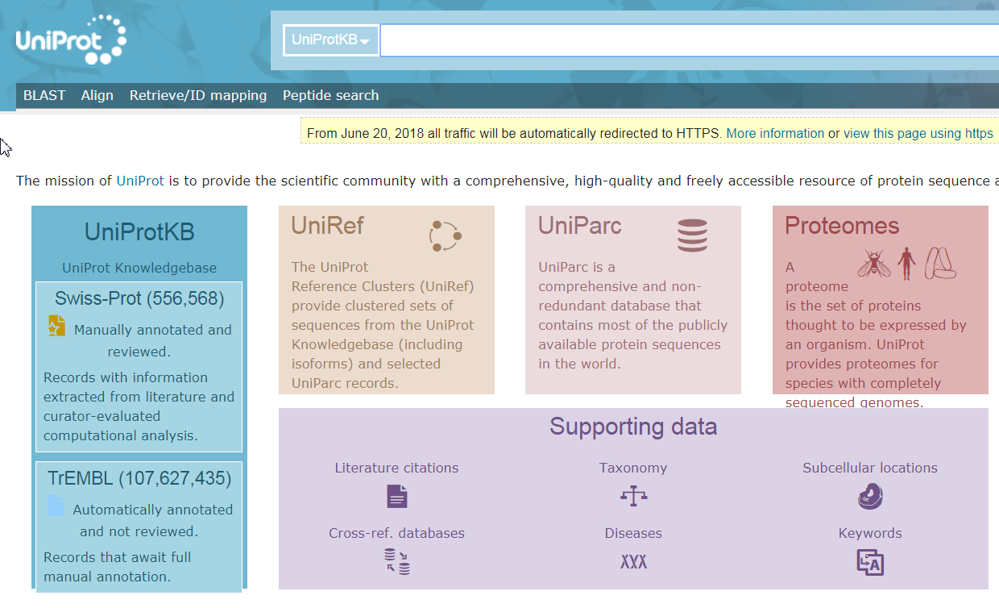 UniProt
UniProtKB
BLAST Align Retrieve/ID mapping Peptide search
From June 20, 2018 all traffic will be automatically redirected to HTTPS. More information or view this page using https
The mission of UniProt is to provide the scientific community with a comprehensive, high-quality and freely accessible resource of protein sequence a
UniProtKB
UniProt Knowledgebase
Swiss-Prot (556,568)
Manually annotated and
reviewed.
Records with information
extracted from literature and
curator-evaluated
computational analysis.
TrEMBL (107,627,435)
Automatically annotated
and not reviewed.
Records that await full
manual annotation.
UniRef
The UniProt
Reference Clusters (UniRef)
provide clustered sets of
sequences from the UniProt
Knowledgebase (including
isoforms) and selected
UniParc records.
UniParc
UniParc is a
comprehensive and non-
redundant database that
contains most of the publicly
available protein sequences
in the world.
Proteomes
A
proteome
is the set of proteins
thought to be expressed by
an organism. UniProt
provides proteomes for
species with completely
sequenced genomes.
Supporting data
Literature citations
Taxonomy
Subcellular locations
Cross-ref. databases
Diseases
Keywords
A